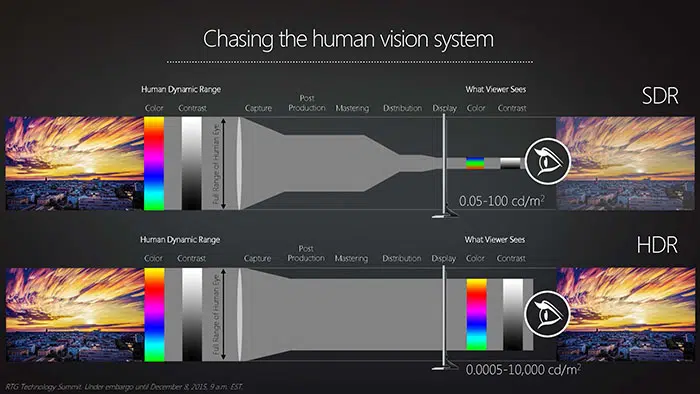 Chasing the human vision system
SDR
Human Dynamic Range
What Viewer Sees
Color Contrast Capture Post Production Mastering Distribution Display Color Contrast
Full Range of Human Eye
0.05-100 cd/m²
HDR
Human Dynamic Range
What Viewer Sees
Color Contrast Capture Post Production Mastering Distribution Display Color Contrast
Full Range of Human Eye
0.0005-10,000 cd/m²
RTG Technology Summit. Under embargo until December 8, 2015, 9 a.m. EST.